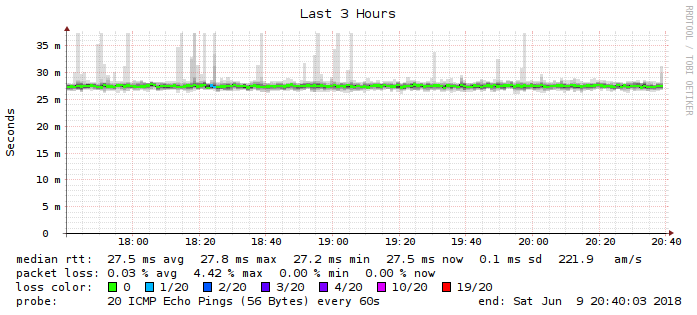 Last 3 Hours
RRDTOOL / TOBI OETIKER
Seconds
35 m
30 m
25 m
20 m
15 m
10 m
5 m
0
18:00 18:20 18:40 19:00 19:20 19:40 20:00 20:20 20:40
median rtt: 27.5 ms avg 27.8 ms max 27.2 ms min 27.5 ms now 0.1 ms sd 221.9 am/s
packet loss: 0.03 % avg 4.42 % max 0.00 % min 0.00 % now
loss color: 0 1/20 2/20 3/20 4/20 10/20 19/20
probe: 20 ICMP Echo Pings (56 Bytes) every 60s end: Sat Jun 9 20:40:03 2018